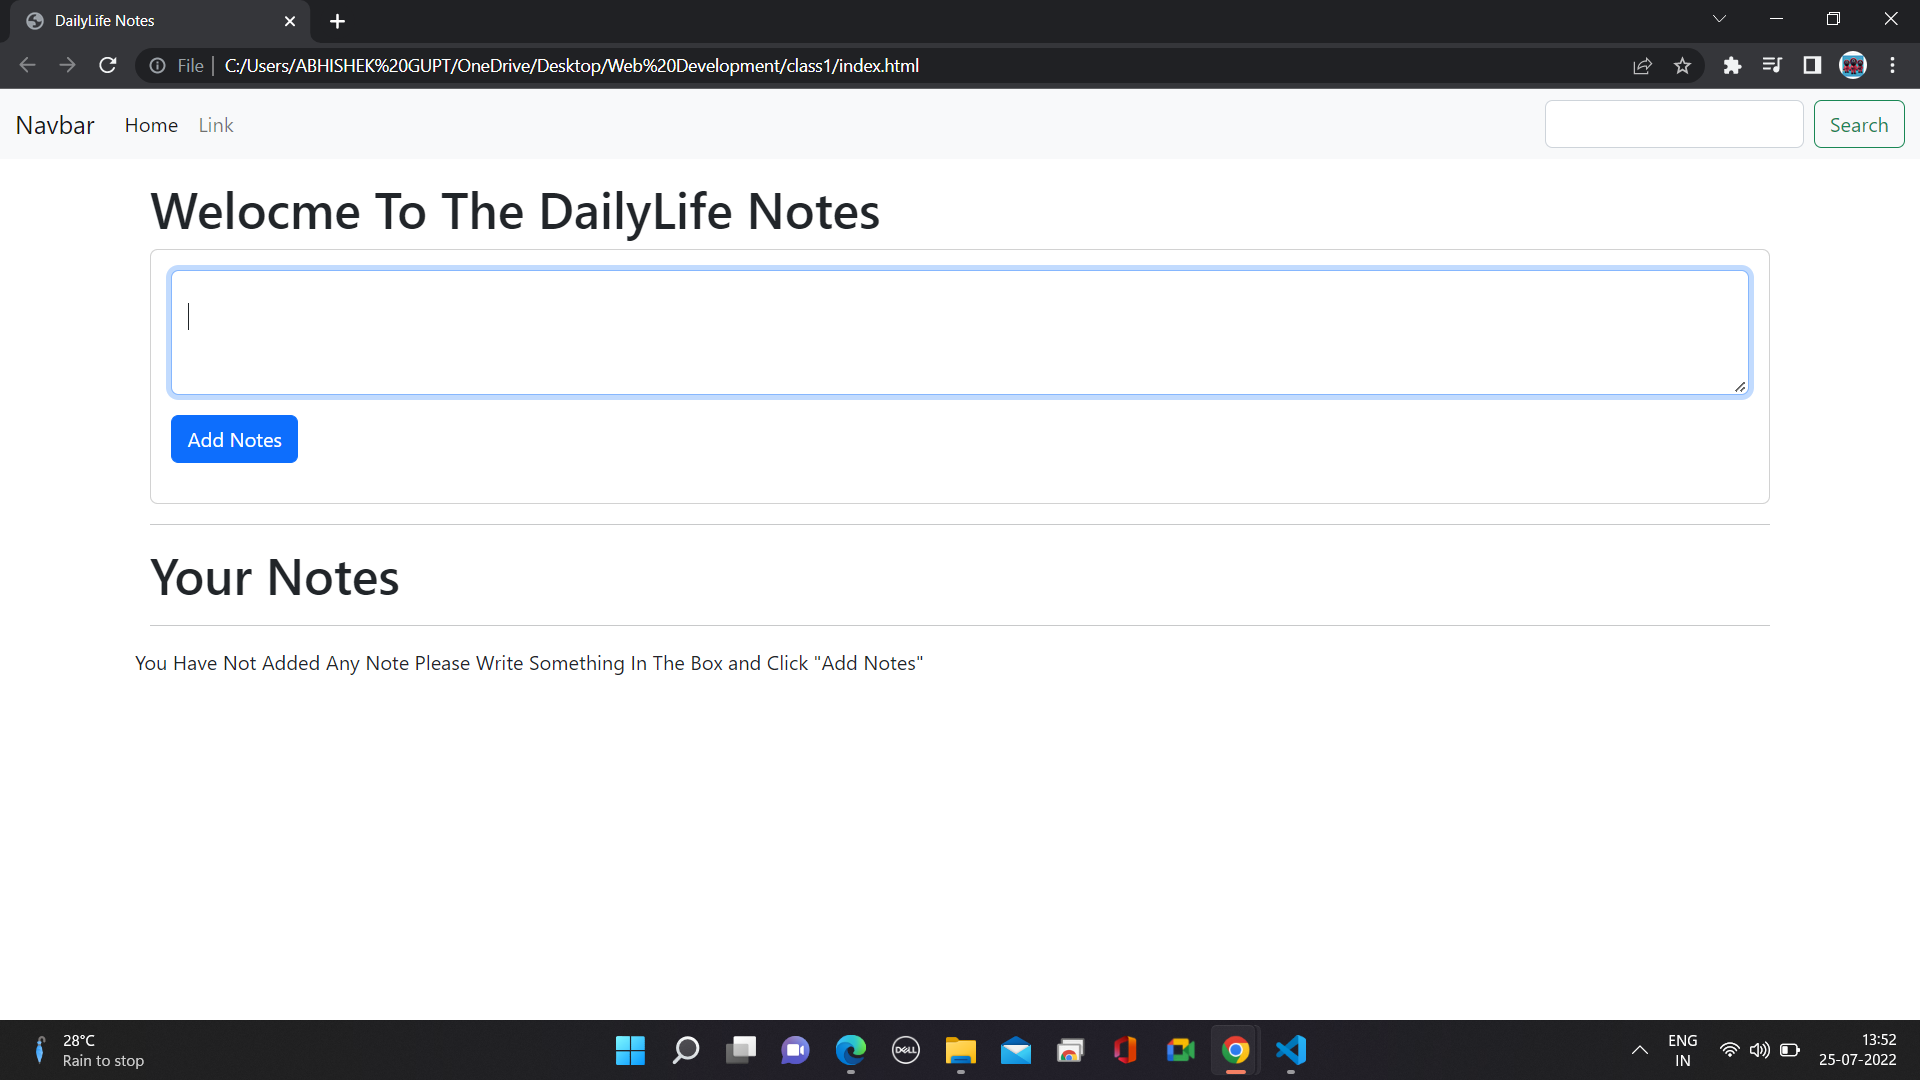 DailyLife Notes
File C:/Users/ABHISHEK%20GUPT/OneDrive/Desktop/Web%20Development/class1/index.html
Navbar Home Link Search
Welocme To The DailyLife Notes
Add Notes
Your Notes
You Have Not Added Any Note Please Write Something In The Box and Click "Add Notes"
28°C
Rain to stop
DELL
ENG
IN
13:52
25-07-2022